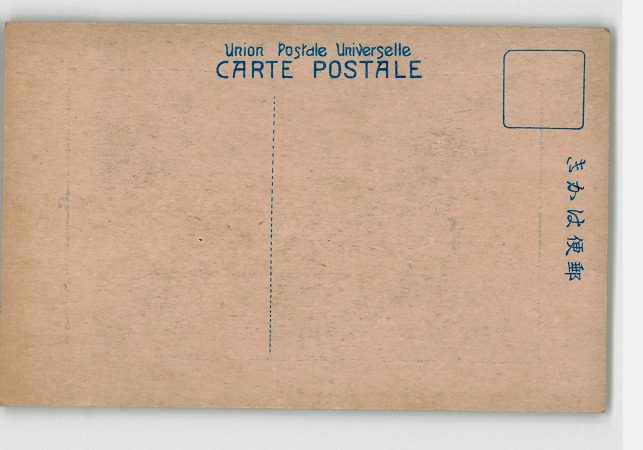 Union Postale Universelle
CARTE POSTALE
郵便はかき